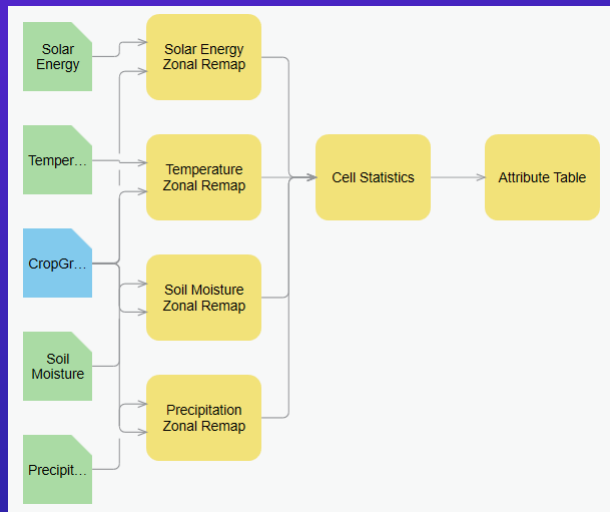 Solar
Energy
Solar Energy
Zonal Remap
Temper...
Temperature
Zonal Remap
Cell Statistics
Attribute Table
CropGr...
Soil Moisture
Zonal Remap
Soil
Moisture
Precipitation
Zonal Remap
Precipit...